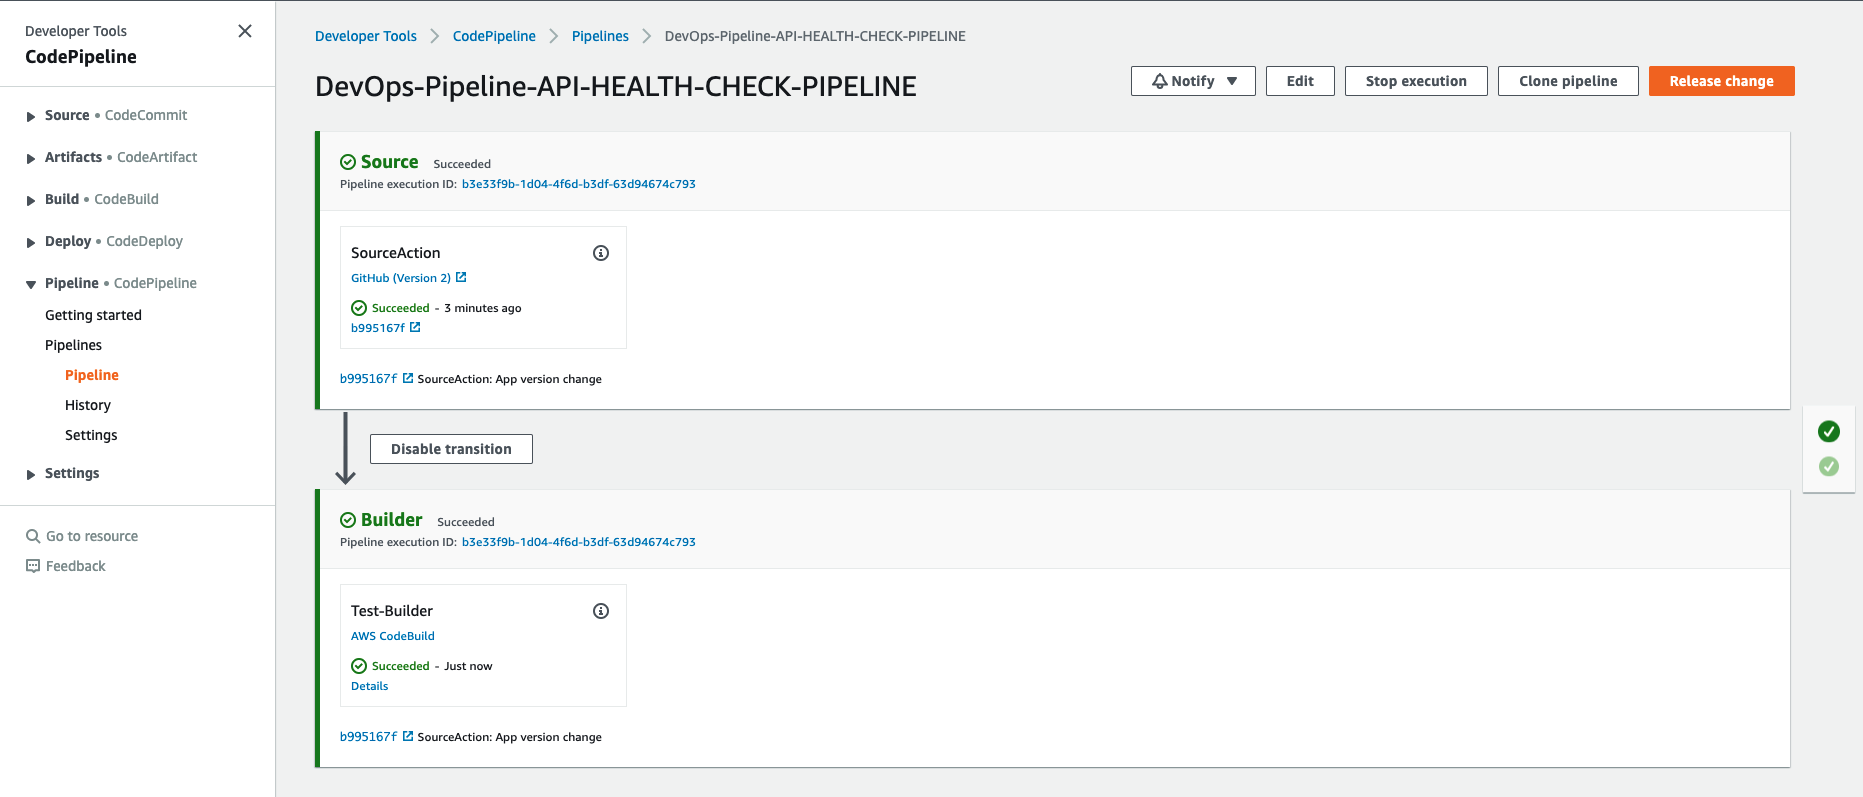 Developer Tools
CodePipeline
Source • CodeCommit
Artifacts • CodeArtifact
Build • CodeBuild
Deploy • CodeDeploy
Pipeline • CodePipeline
Getting started
Pipelines
Pipeline
History
Settings
Settings
Go to resource
Feedback
Developer Tools CodePipeline Pipelines DevOps-Pipeline-API-HEALTH-CHECK-PIPELINE
DevOps-Pipeline-API-HEALTH-CHECK-PIPELINE
Notify Edit Stop execution Clone pipeline Release change
Source Succeeded
Pipeline execution ID: b3e33f9b-1d04-4f6d-b3df-63d94674c793
SourceAction
GitHub (Version 2)
Succeeded - 3 minutes ago
b995167f
b995167f SourceAction: App version change
Disable transition
Builder Succeeded
Pipeline execution ID: b3e33f9b-1d04-4f6d-b3df-63d94674c793
Test-Builder
AWS CodeBuild
Succeeded - Just now
Details
b995167f SourceAction: App version change